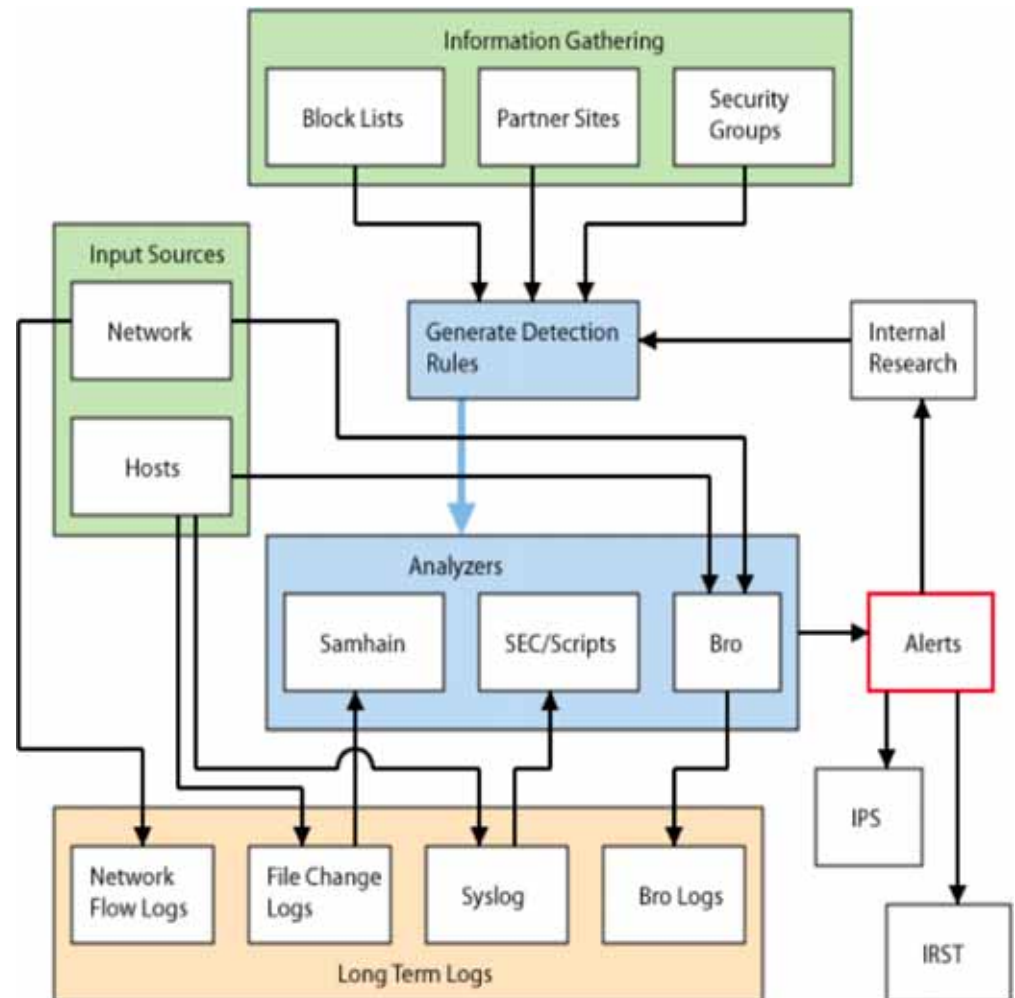 Information Gathering
Block Lists
Partner Sites
Security
Groups
Input Sources
Network
Generate Detection
Rules
Internal
Research
Hosts
Analyzers
Samhain
SEC/Scripts
Bro
Alerts
IPS
Network
Flow Logs
File Change
Logs
Syslog
Bro Logs
IRST
Long Term Logs